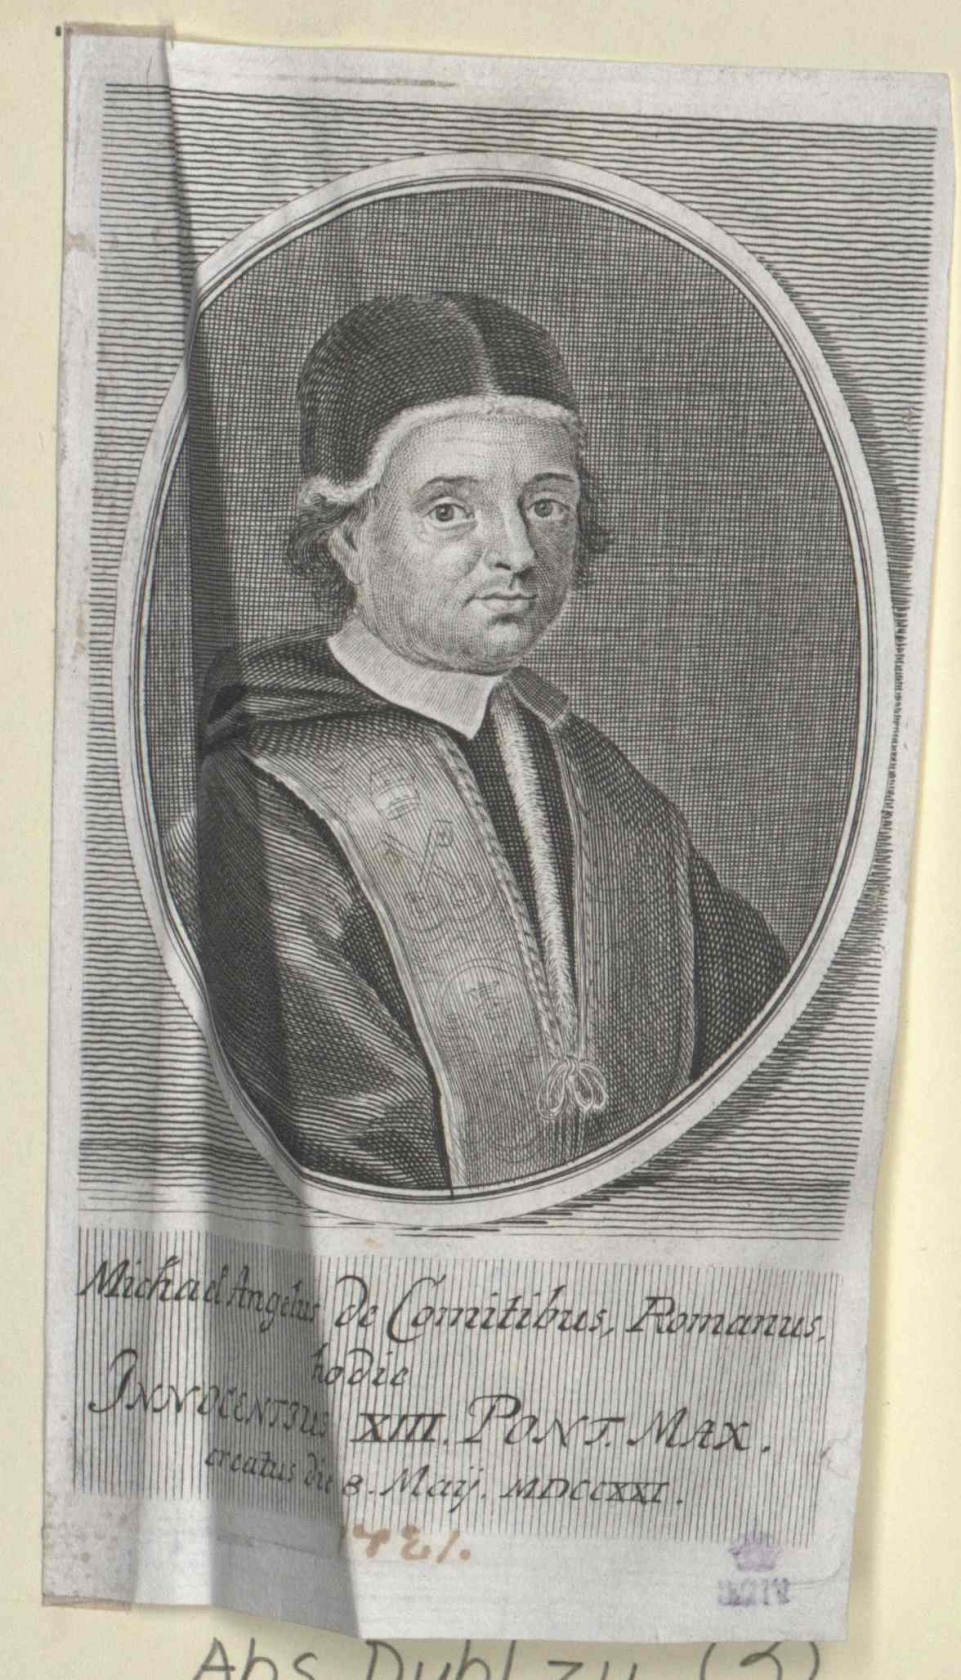 Michael Angelus de Comitibus, Romanus,
hodie
INNOCENTIUS XIII. PONT. MAX.
creatus die 8. Maÿ. MDCCXXI.
1721.
Abs Dubl zu (3)